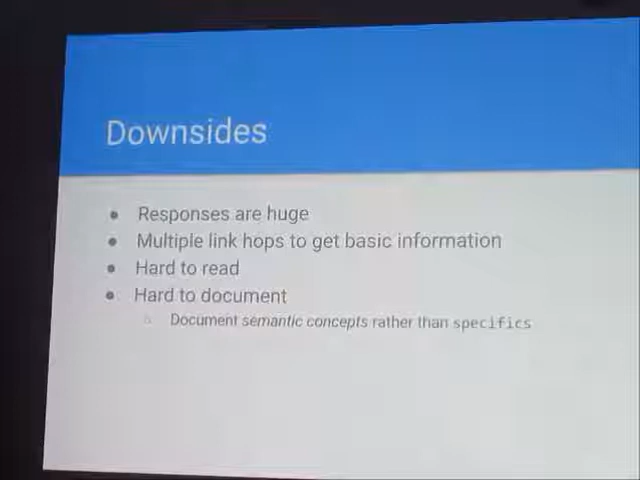 Downsides
● Responses are huge
● Multiple link hops to get basic information
● Hard to read
● Hard to document
○ Document semantic concepts rather than specifics